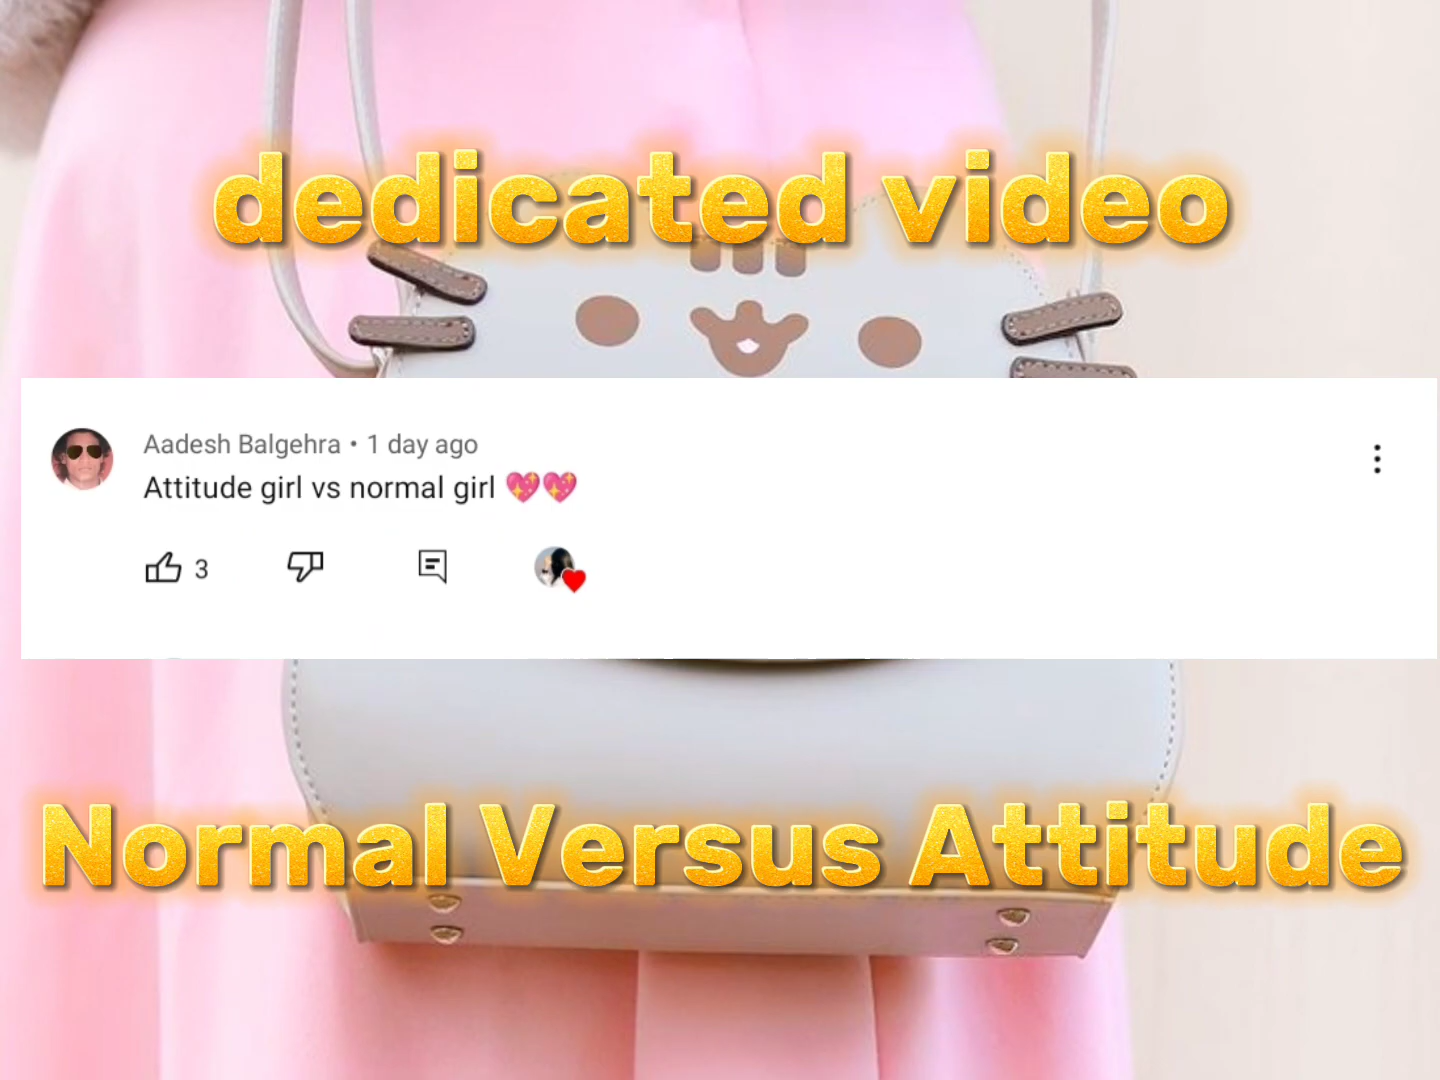 dedicated video
Aadesh Balgehra • 1 day ago
Attitude girl vs normal girl 💖💖
3
Normal Versus Attitude